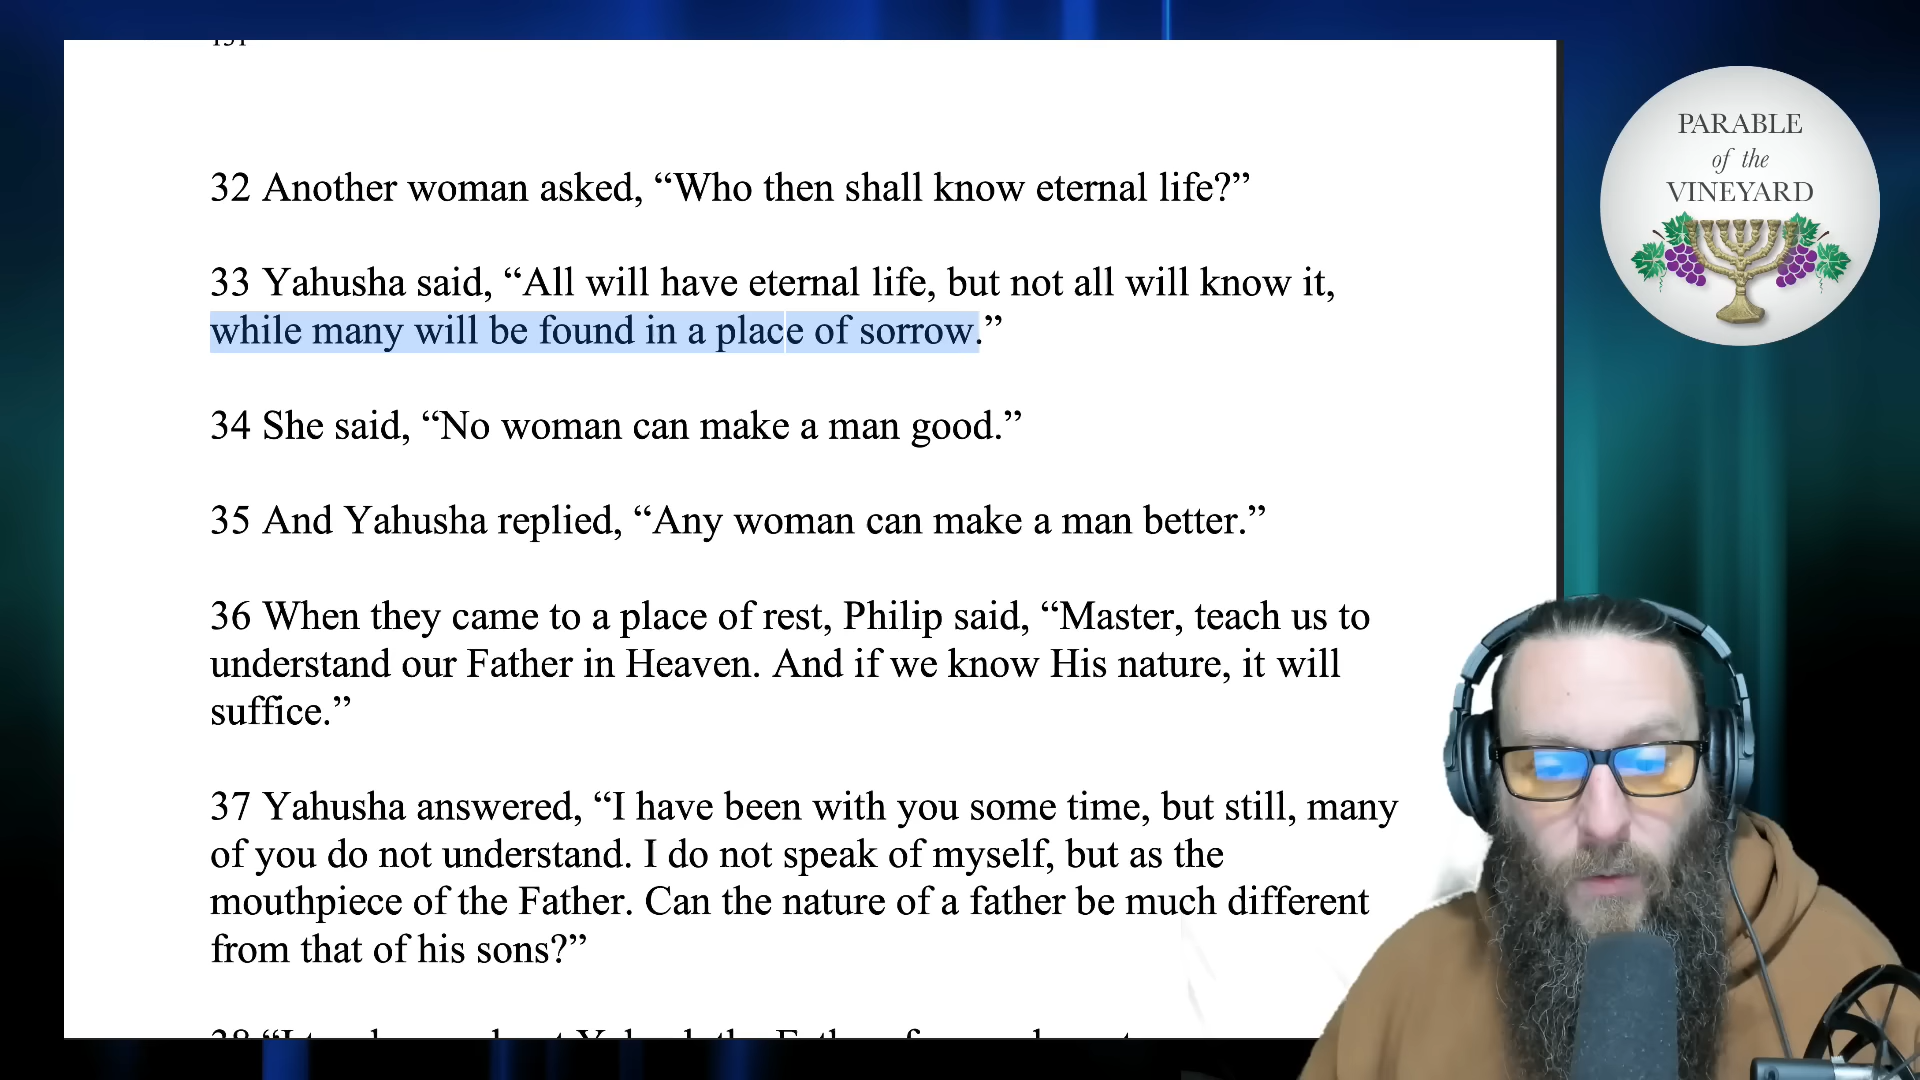 32 Another woman asked, “Who then shall know eternal life?”
33 Yahusha said, “All will have eternal life, but not all will know it,
while many will be found in a place of sorrow.”
34 She said, “No woman can make a man good.”
35 And Yahusha replied, “Any woman can make a man better.”
36 When they came to a place of rest, Philip said, “Master, teach us to
understand our Father in Heaven. And if we know His nature, it will
suffice.”
37 Yahusha answered, “I have been with you some time, but still, many
of you do not understand. I do not speak of myself, but as the
mouthpiece of the Father. Can the nature of a father be much different
from that of his sons?”
PARABLE
of the
VINEYARD